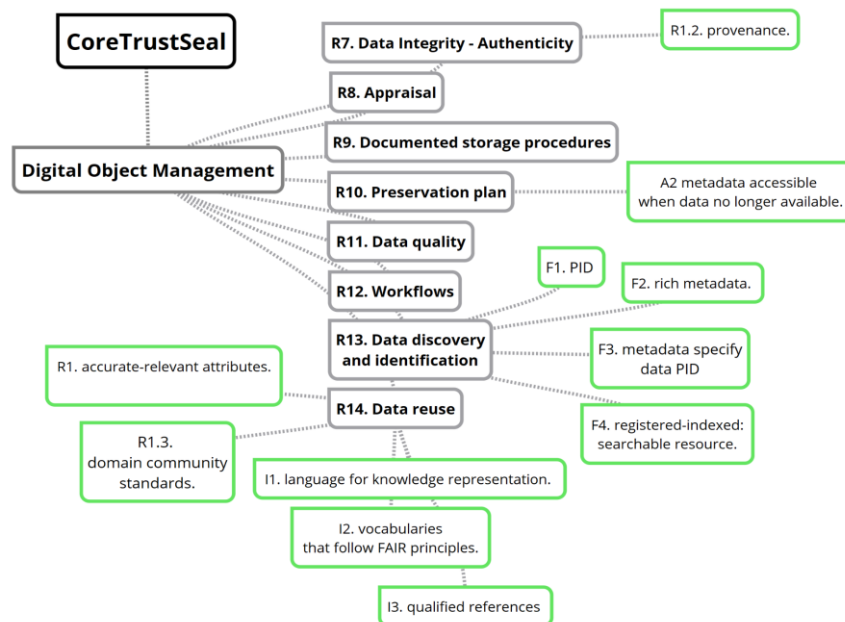 CoreTrustSeal
R7. Data Integrity - Authenticity
R1.2. provenance.
R8. Appraisal
R9. Documented storage procedures
Digital Object Management
R10. Preservation plan
A2 metadata accessible
when data no longer available.
R11. Data quality
F1. PID
R12. Workflows
F2. rich metadata.
R13. Data discovery
and identification
F3. metadata specify
data PID
R1. accurate-relevant attributes.
R14. Data reuse
F4. registered-indexed:
searchable resource.
R1.3.
domain community
standards.
I1. language for knowledge representation.
I2. vocabularies
that follow FAIR principles.
I3. qualified references